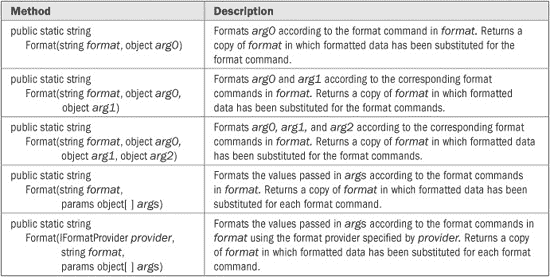 Method
Description
public static string
Format(string format, object arg0)
Formats arg0 according to the format command in format. Returns a
copy of format in which formatted data has been substituted for the
format command.
public static string
Format(string format, object arg0,
object arg1)
Formats arg0 and arg1 according to the corresponding format
commands in format. Returns a copy of format in which formatted
data has been substituted for the format commands.
public static string
Format(string format, object arg0,
object arg1, object arg2)
Formats arg0, arg1, and arg2 according to the corresponding format
commands in format. Returns a copy of format in which formatted data
has been substituted for the format commands.
public static string
Format(string format,
params object[ ] args)
Formats the values passed in args according to the format commands
in format. Returns a copy of format in which formatted data has been
substituted for each format command.
public static string
Format(IFormatProvider provider,
string format,
params object[ ] args)
Formats the values passed in args according to the format commands in
format using the format provider specified by provider. Returns a copy
of format in which formatted data has been substituted for each format
command.